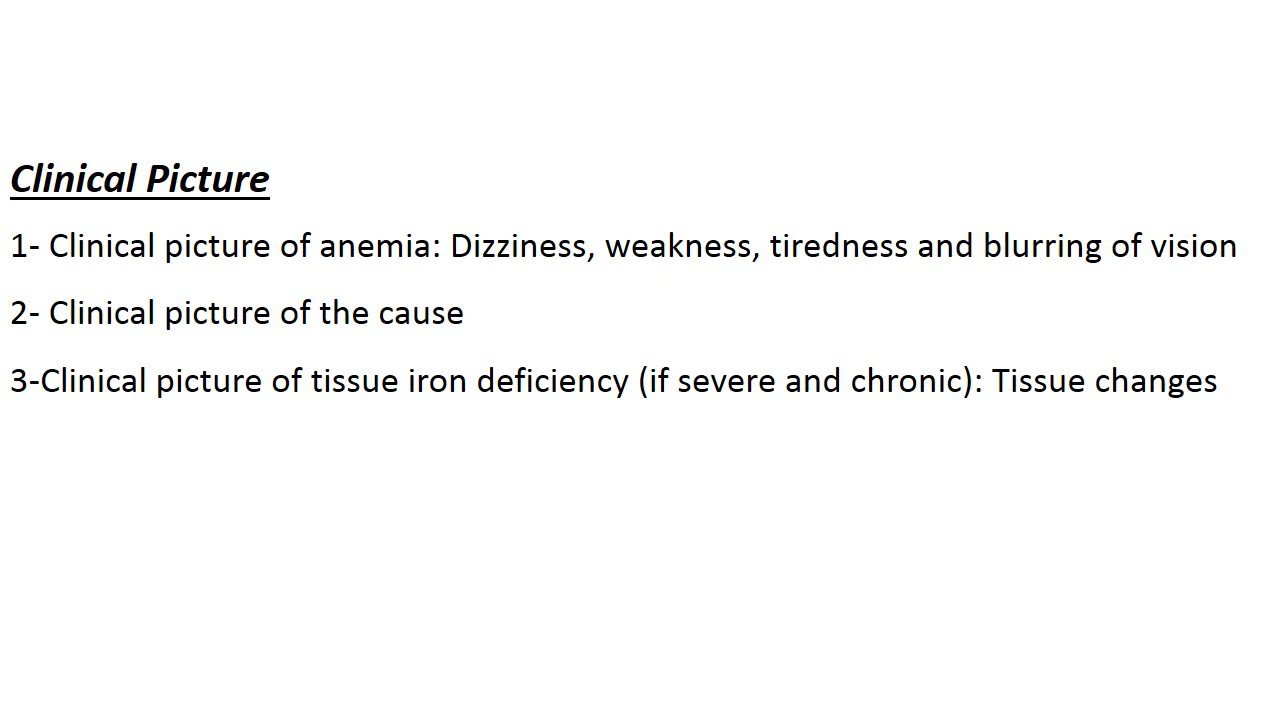 Clinical Picture
1- Clinical picture of anemia: Dizziness, weakness, tiredness and blurring of vision
2- Clinical picture of the cause
3-Clinical picture of tissue iron deficiency (if severe and chronic): Tissue changes